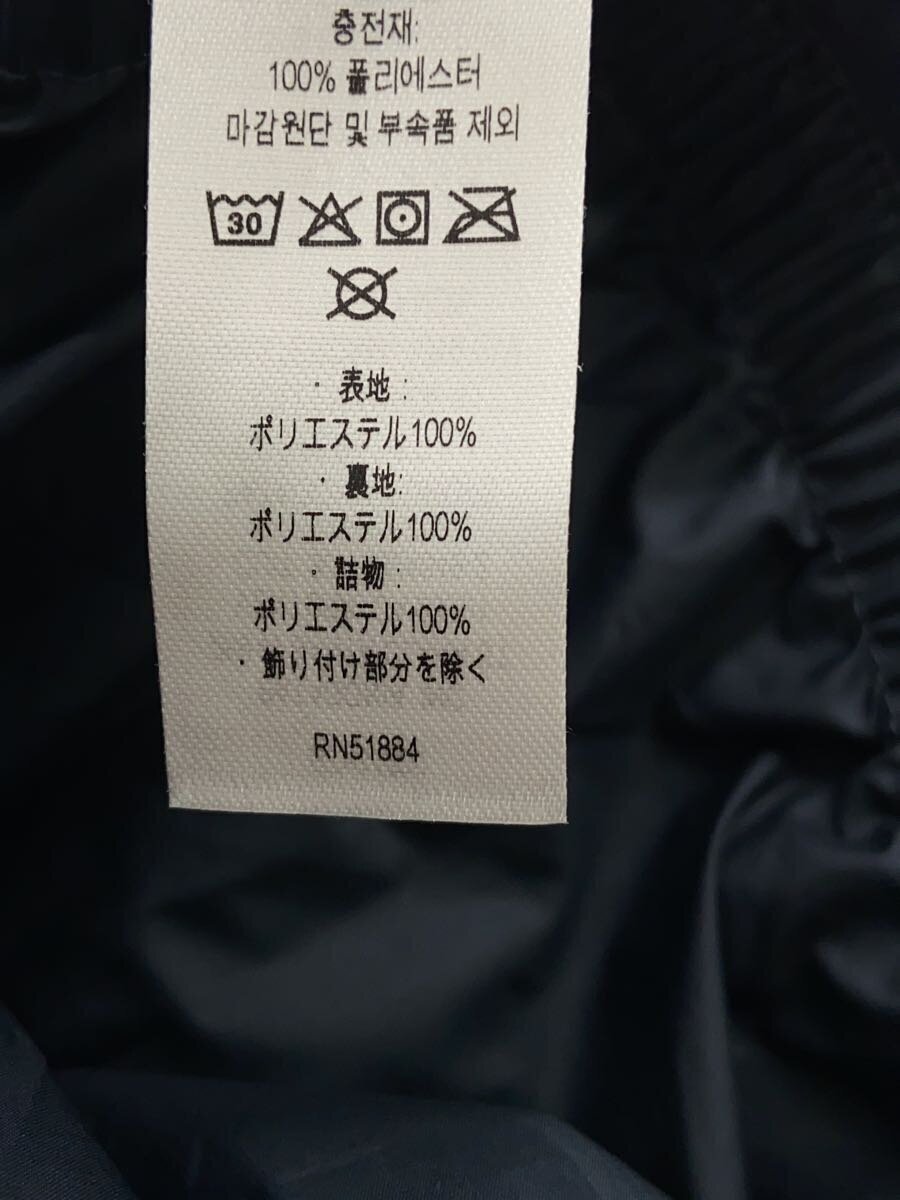 충전재:
100% 폴리에스터
마감원단 및 부속품 제외
30
· 表地 :
ポリエステル100%
· 裏地:
ポリエステル100%
· 詰物 :
ポリエステル100%
· 飾り付け部分を除く
RN51884